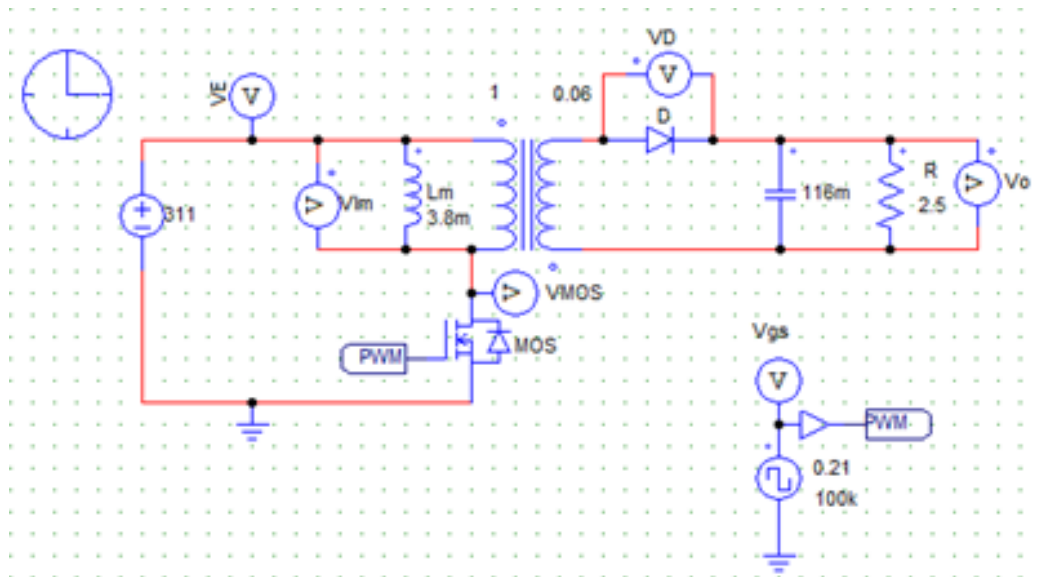 VD
V
VE
V
1
0.06
D
311
V
Vlm
Lm
3.8m
116m
R
2.5
V
Vo
V
VMOS
PWM
MOS
Vgs
V
PWM
0.21
100k